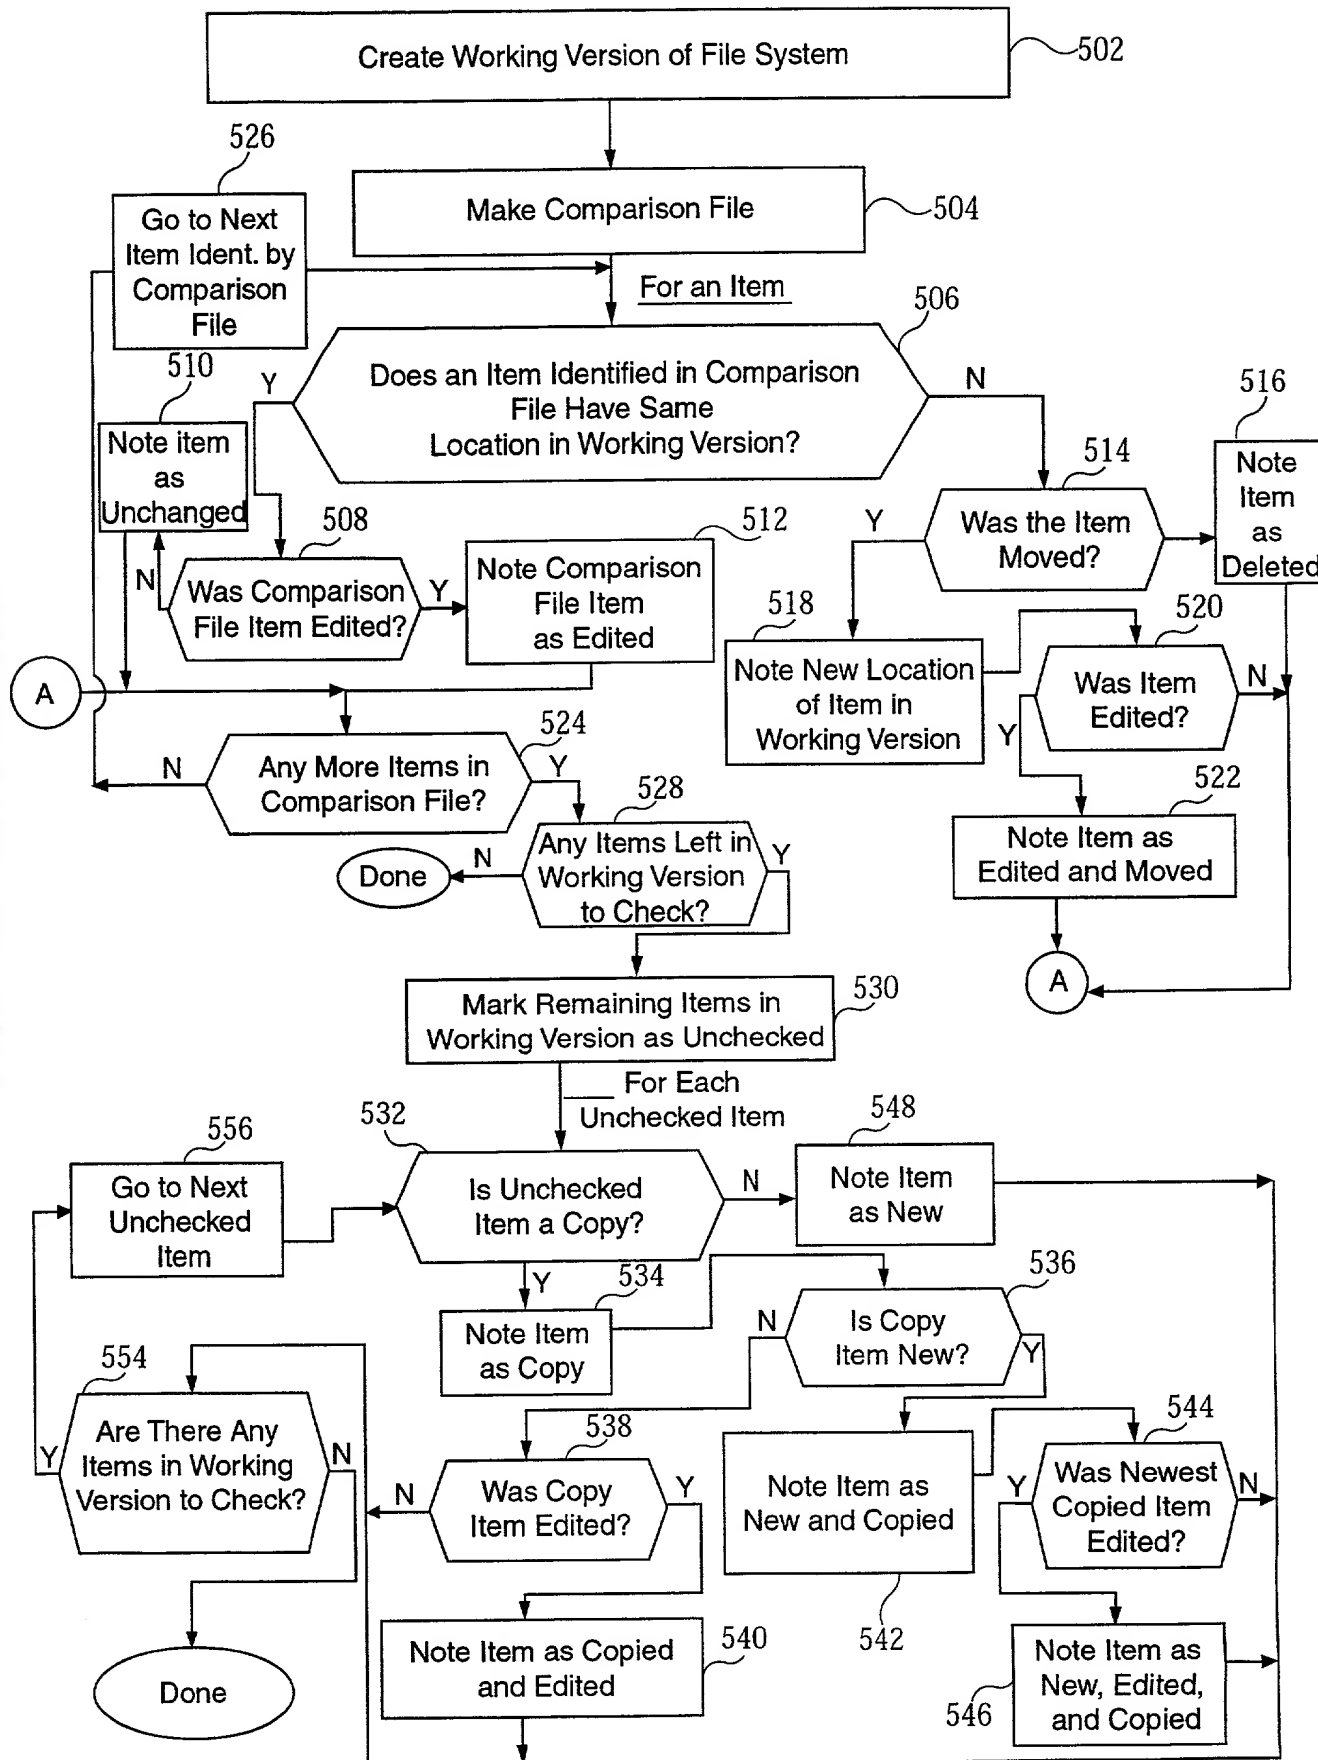 Create Working Version of File System
502
526
Go to Next
Item Ident. by
Comparison
File
Make Comparison File
504
For an Item
506
510
Y
Does an Item Identified in Comparison
File Have Same
Location in Working Version?
N
516
Note item
as
Unchanged
Note
Item
as
Deleted
514
Y
Was the Item
Moved?
508
N
Was Comparison
File Item Edited?
Y
512
Note Comparison
File Item
as Edited
518
Note New Location
of Item in
Working Version
520
Was Item
Edited?
N
Y
A
524
N
Any More Items in
Comparison File?
Y
528
Any Items Left in
Working Version
to Check?
N
Y
Done
522
Note Item as
Edited and Moved
A
Mark Remaining Items in
Working Version as Unchecked
530
For Each
Unchecked Item
556
Go to Next
Unchecked
Item
532
Is Unchecked
Item a Copy?
N
548
Note Item
as New
Y
534
Note Item
as Copy
536
N
Is Copy
Item New?
Y
554
Are There Any
Items in Working
Version to Check?
Y
N
538
N
Was Copy
Item Edited?
Y
Note Item as
New and Copied
542
544
Y
Was Newest
Copied Item
Edited?
N
Done
Note Item as Copied
and Edited
540
Note Item as
New, Edited,
and Copied
546